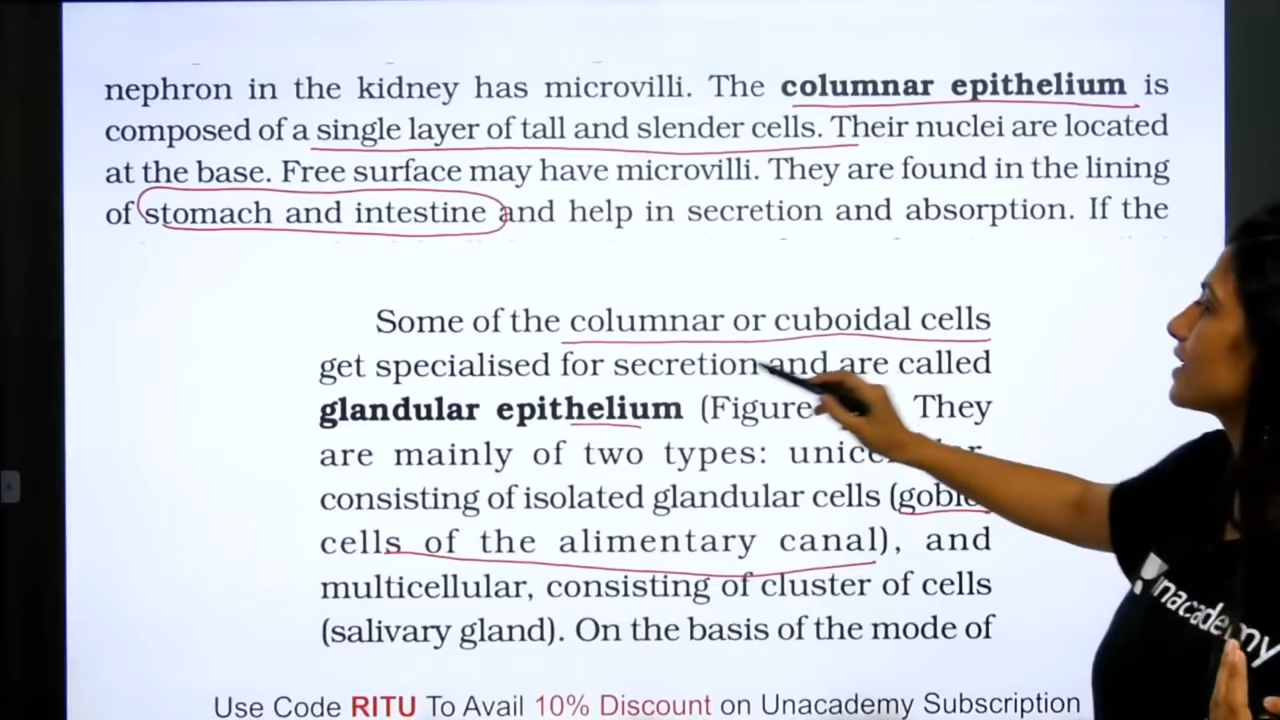 nephron in the kidney has microvilli. The columnar epithelium is
composed of a single layer of tall and slender cells. Their nuclei are located
at the base. Free surface may have microvilli. They are found in the lining
of stomach and intestine and help in secretion and absorption. If the
Some of the columnar or cuboidal cells
get specialised for secretion and are called
glandular epithelium (Figure They
are mainly of two types:
consisting of isolated glandular cells (
cells of the alimentary canal), and
multicellular, consisting of cluster of cells
(salivary gland). On the basis of the mode of
unacademy
Use Code RITU To Avail 10% Discount on Unacademy Subscription